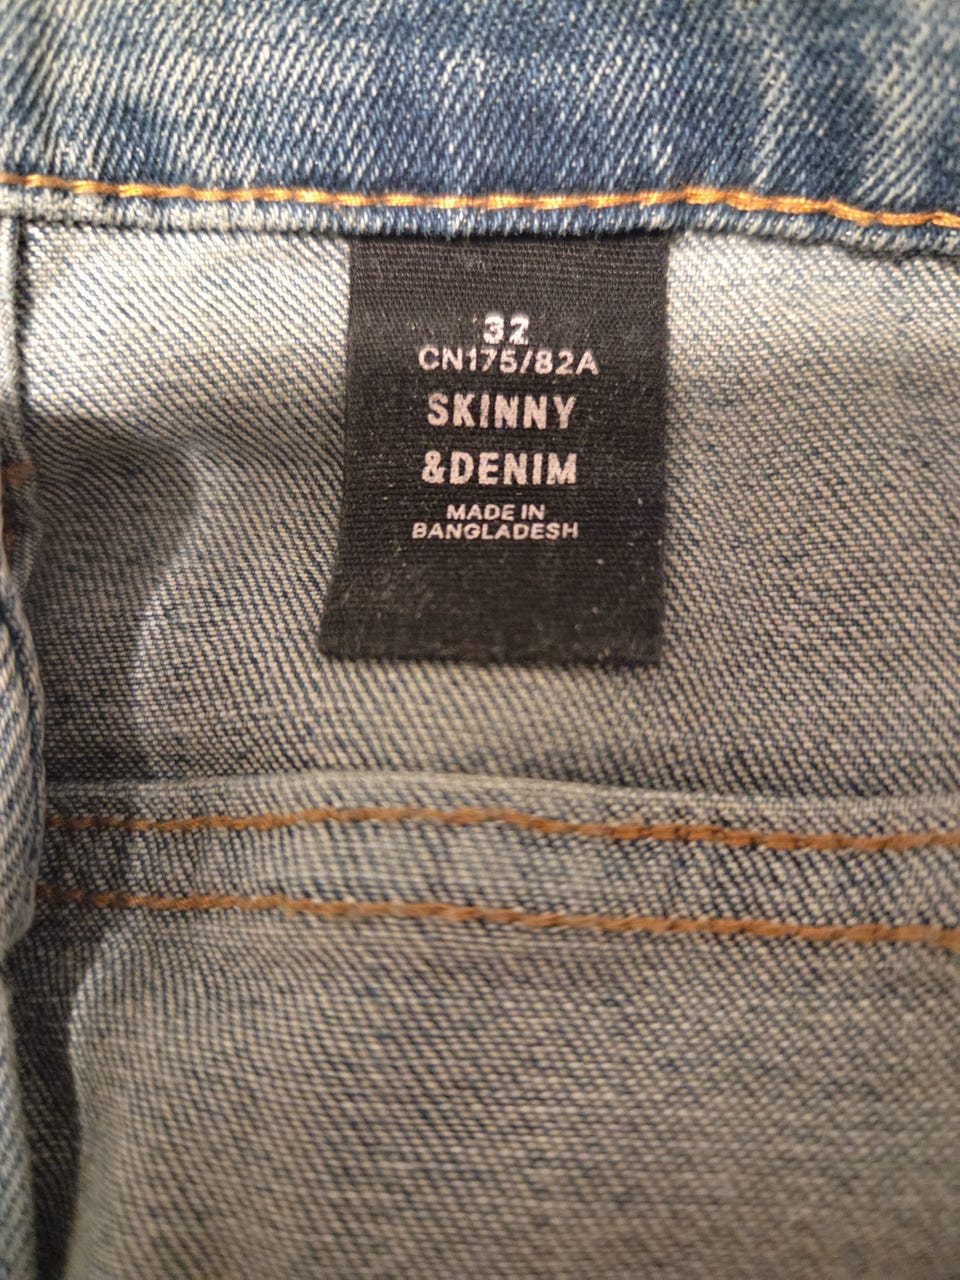 32
CN175/82A
SKINNY
&DENIM
MADE IN
BANGLADESH